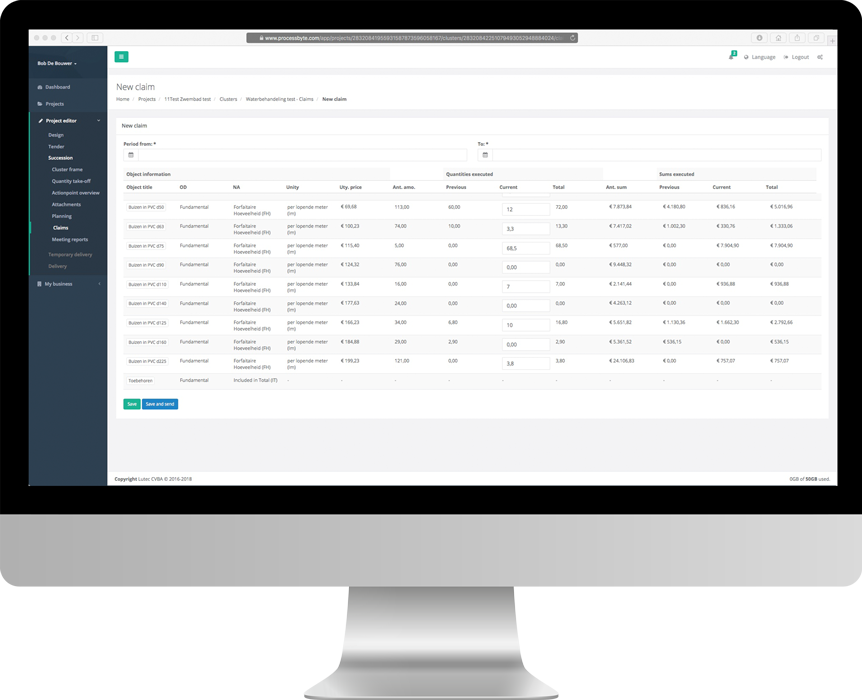 www.processbyte.com/app/projects/
Bob De Bouwer
Language
Logout
Dashboard
Projects
Project editor
Design
Tender
Succession
Cluster frame
Quantity take-off
Actionpoint overview
Attachments
Planning
Claims
Meeting reports
Temporary delivery
Delivery
My business
New claim
Home / Projects / 11Test Zwembad test / Clusters / Waterbehandeling test - Claims / New claim
New claim
Period from: * To: *
Object information Quantities executed Sums executed
Object title OD NA Unity Uty. price Ant. amo. Previous Current Total Ant. sum Previous Current Total
Buizen in PVC d50 Fundamental Forfaitaire Hoeveelheid (FH) per lopende meter (lm) € 69,68 113,00 60,00 12 72,00 € 7.873,84 € 4.180,80 € 836,16 € 5.016,96
Buizen in PVC d63 Fundamental Forfaitaire Hoeveelheid (FH) per lopende meter (lm) € 100,23 74,00 10,00 3,3 13,30 € 7.417,02 € 1.002,30 € 330,76 € 1.333,06
Buizen in PVC d75 Fundamental Forfaitaire Hoeveelheid (FH) per lopende meter (lm) € 115,40 5,00 0,00 68,5 68,50 € 577,00 € 0,00 € 7.904,90 € 7.904,90
Buizen in PVC d90 Fundamental Forfaitaire Hoeveelheid (FH) per lopende meter (lm) € 124,32 76,00 0,00 0,00 0,00 € 9.448,32 € 0,00 € 0,00 € 0,00
Buizen in PVC d110 Fundamental Forfaitaire Hoeveelheid (FH) per lopende meter (lm) € 133,84 16,00 0,00 7 7,00 € 2.141,44 € 0,00 € 936,88 € 936,88
Buizen in PVC d140 Fundamental Forfaitaire Hoeveelheid (FH) per lopende meter (lm) € 177,63 24,00 0,00 0,00 0,00 € 4.263,12 € 0,00 € 0,00 € 0,00
Buizen in PVC d125 Fundamental Forfaitaire Hoeveelheid (FH) per lopende meter (lm) € 166,23 34,00 6,80 10 16,80 € 5.651,82 € 1.130,36 € 1.662,30 € 2.792,66
Buizen in PVC d160 Fundamental Forfaitaire Hoeveelheid (FH) per lopende meter (lm) € 184,88 29,00 2,90 0,00 2,90 € 5.361,52 € 536,15 € 0,00 € 536,15
Buizen in PVC d225 Fundamental Forfaitaire Hoeveelheid (FH) per lopende meter (lm) € 199,23 121,00 0,00 3,8 3,80 € 24.106,83 € 0,00 € 757,07 € 757,07
Toebehoren Fundamental Included in Total (IT) - - - - - - - - -
Save Save and send
Copyright Lutec CVBA © 2016-2018 0GB of 50GB used.